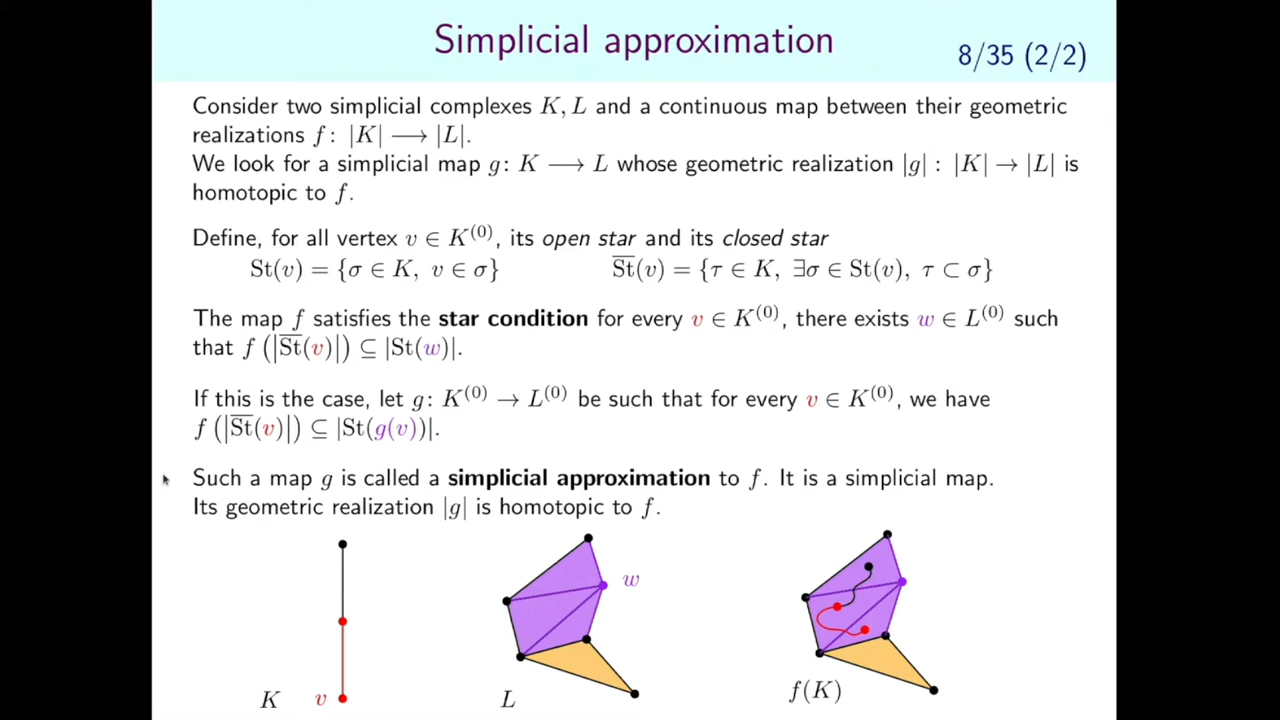 Simplicial approximation
8/35 (2/2)
Consider two simplicial complexes K, L and a continuous map between their geometric
realizations f: |K| ⟶ |L|.
We look for a simplicial map g: K ⟶ L whose geometric realization |g| : |K| → |L| is
homotopic to f.
Define, for all vertex v ∈ K⁽⁰⁾, its open star and its closed star
St(v) = {σ ∈ K, v ∈ σ} S̅t̅(v) = {τ ∈ K, ∃σ ∈ St(v), τ ⊂ σ}
The map f satisfies the star condition for every v ∈ K⁽⁰⁾, there exists w ∈ L⁽⁰⁾ such
that f (|S̅t̅(v)|) ⊆ |St(w)|.
If this is the case, let g: K⁽⁰⁾ → L⁽⁰⁾ be such that for every v ∈ K⁽⁰⁾, we have
f (|S̅t̅(v)|) ⊆ |St(g(v))|.
Such a map g is called a simplicial approximation to f. It is a simplicial map.
Its geometric realization |g| is homotopic to f.
w
K v L f(K)